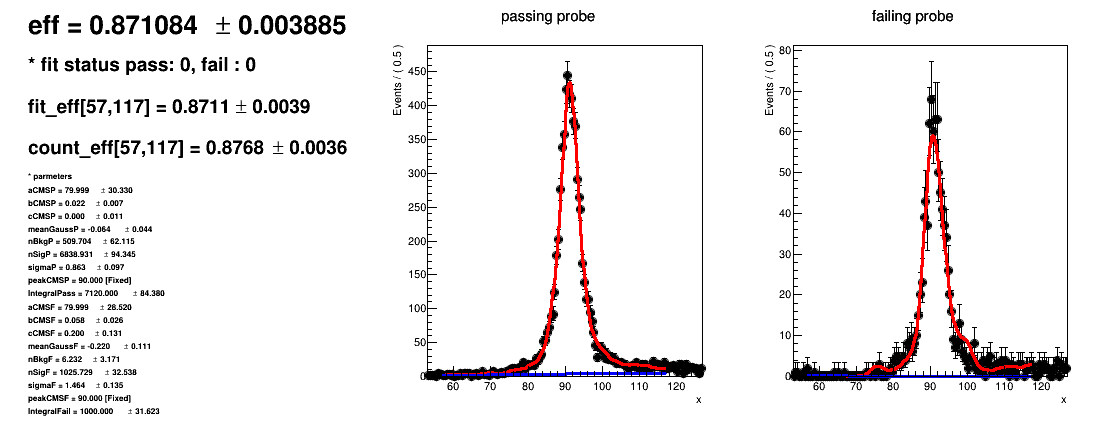 eff = 0.871084 ± 0.003885
* fit status pass: 0, fail : 0
fit_eff[57,117] = 0.8711 ± 0.0039
count_eff[57,117] = 0.8768 ± 0.0036
* parmeters
aCMSP = 79.999 ± 30.330
bCMSP = 0.022 ± 0.007
cCMSP = 0.000 ± 0.011
meanGaussP = -0.064 ± 0.044
nBkgP = 509.704 ± 62.115
nSigP = 6838.931 ± 94.345
sigmaP = 0.863 ± 0.097
peakCMSP = 90.000 [Fixed]
IntegralPass = 7120.000 ± 84.380
aCMSF = 79.999 ± 28.520
bCMSF = 0.058 ± 0.026
cCMSF = 0.200 ± 0.131
meanGaussF = -0.220 ± 0.111
nBkgF = 6.232 ± 3.171
nSigF = 1025.729 ± 32.538
sigmaF = 1.464 ± 0.135
peakCMSF = 90.000 [Fixed]
IntegralFail = 1000.000 ± 31.623
passing probe
Events / ( 0.5 )
450
400
350
300
250
200
150
100
50
0
60 70 80 90 100 110 120
x
failing probe
Events / ( 0.5 )
80
70
60
50
40
30
20
10
0
60 70 80 90 100 110 120
x